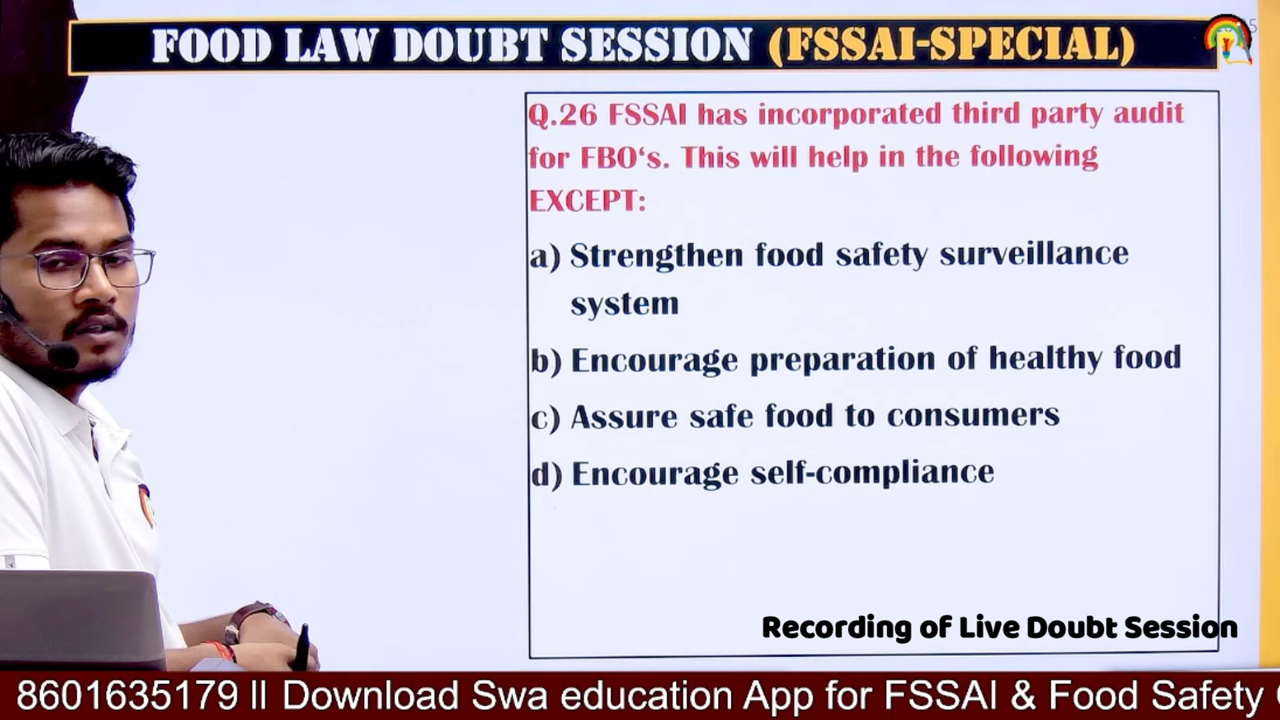 FOOD LAW DOUBT SESSION (FSSAI-SPECIAL)
Q.26 FSSAI has incorporated third party audit
for FBO‘s. This will help in the following
EXCEPT:
a) Strengthen food safety surveillance
system
b) Encourage preparation of healthy food
c) Assure safe food to consumers
d) Encourage self-compliance
Recording of Live Doubt Session
8601635179 ll Download Swa education App for FSSAI & Food Safety